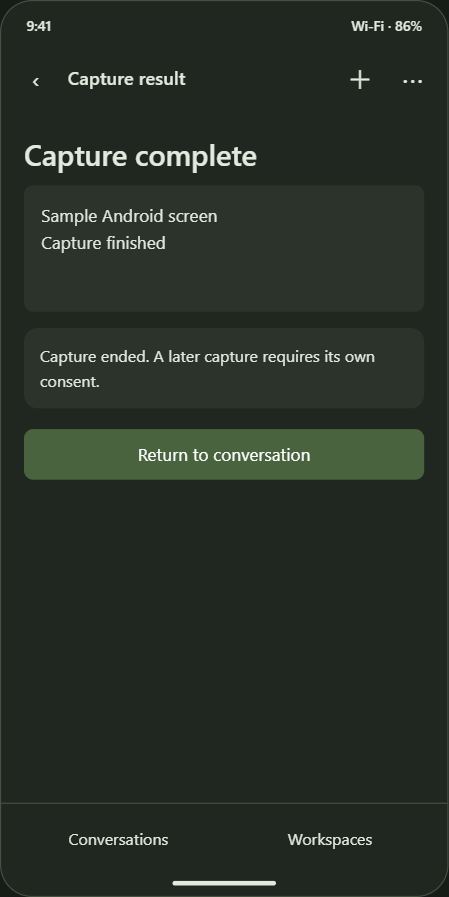 9:41
Wi-Fi · 86%
‹ Capture result + ...
Capture complete
Sample Android screen
Capture finished
Capture ended. A later capture requires its own
consent.
Return to conversation
Conversations
Workspaces